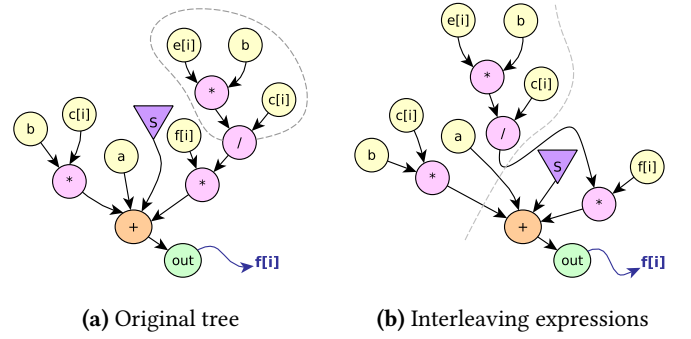 e[i] b
e[i] b
* c[i]
* c[i]
b c[i] S f[i] /
c[i] a /
a
b S f[i]
* *
* *
+
+
out f[i]
out f[i]
(a) Original tree
(b) Interleaving expressions